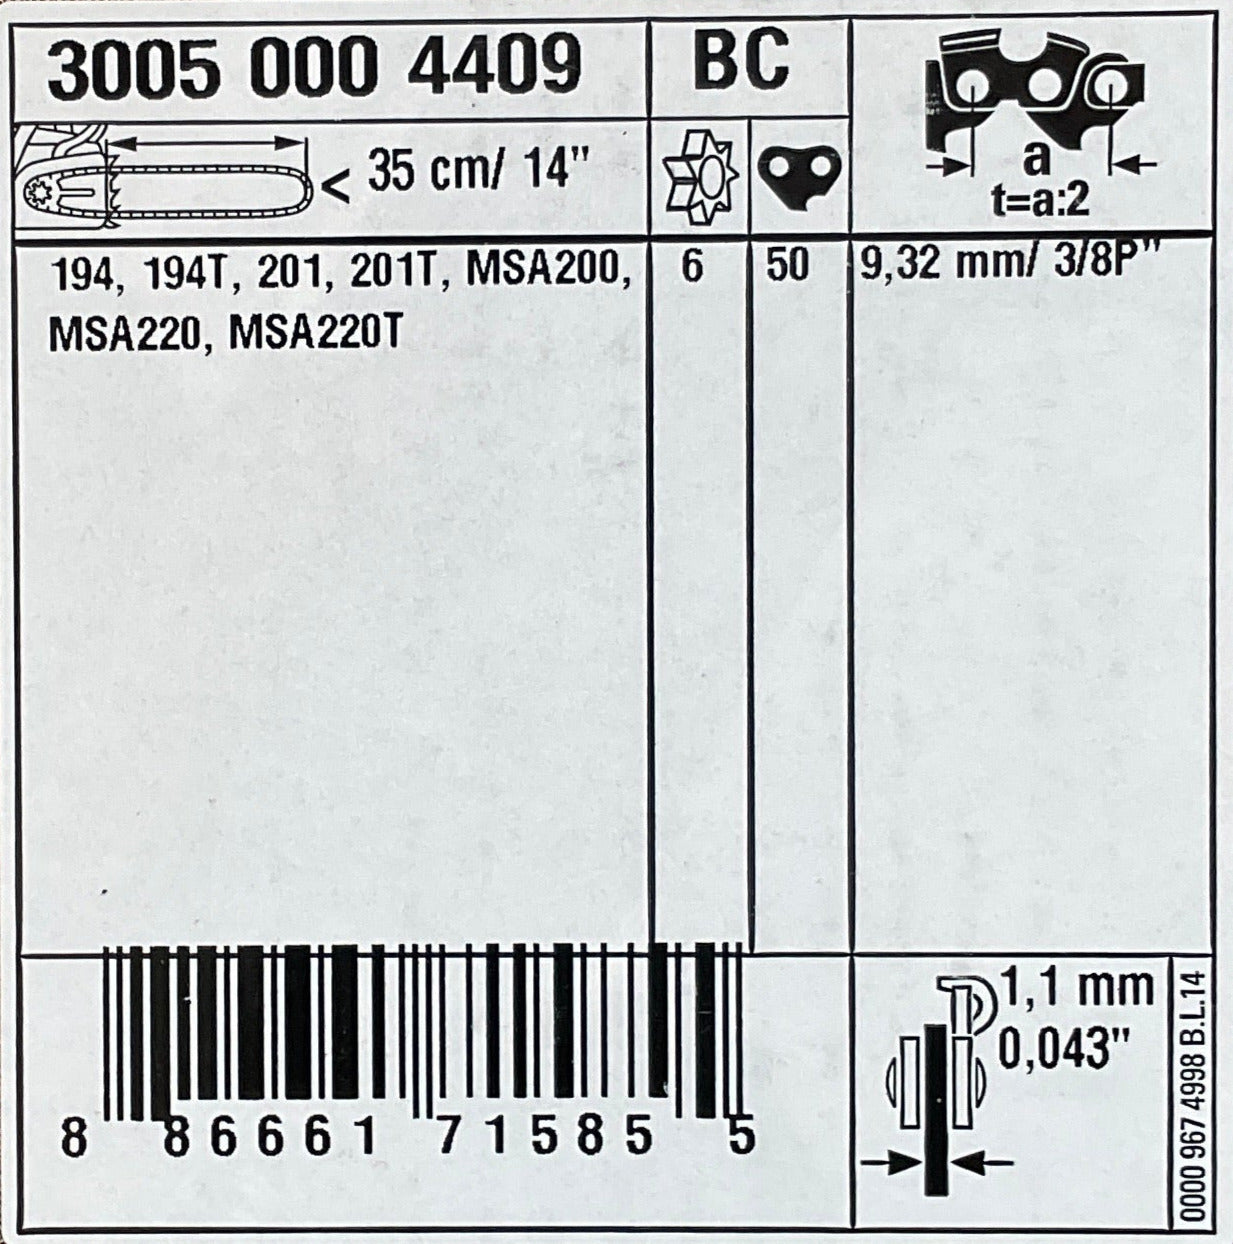 3005 000 4409
BC
< 35 cm/ 14"
a
t=a:2
194, 194T, 201, 201T, MSA200,
MSA220, MSA220T
6
50
9,32 mm/ 3/8P"
8 86661 71585 5
1,1 mm
0,043"
0000 967 4998 B.L.14